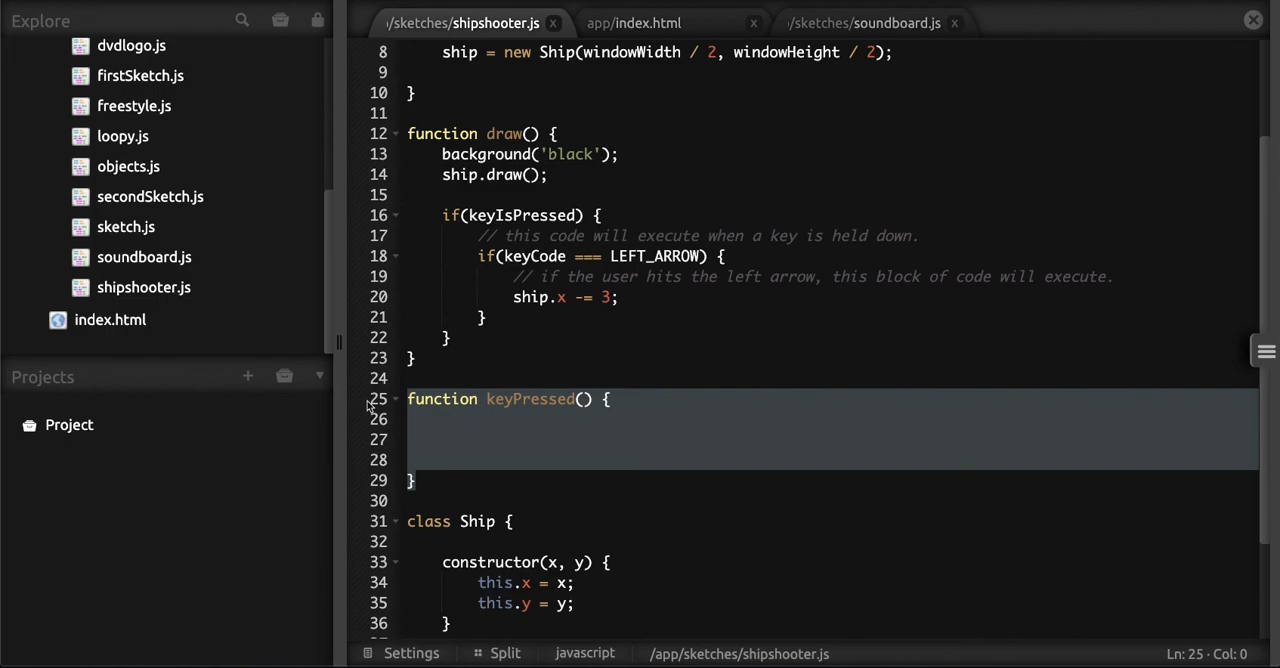 Explore
/sketches/shipshooter.js x
app/index.html x
/sketches/soundboard.js x
dvdlogo.js
firstSketch.js
freestyle.js
loopy.js
objects.js
secondSketch.js
sketch.js
soundboard.js
shipshooter.js
index.html
Projects
Project
8 ship = new Ship(windowWidth / 2, windowHeight / 2);
9
10 }
11
12 function draw() {
13 background('black');
14 ship.draw();
15
16 if(keyIsPressed) {
17 // this code will execute when a key is held down.
18 if(keyCode === LEFT_ARROW) {
19 // if the user hits the left arrow, this block of code will execute.
20 ship.x -= 3;
21 }
22 }
23 }
24
25 function keyPressed() {
26
27
28
29 }
30
31 class Ship {
32
33 constructor(x, y) {
34 this.x = x;
35 this.y = y;
36 }
Settings Split javascript /app/sketches/shipshooter.js Ln: 25 · Col: 0